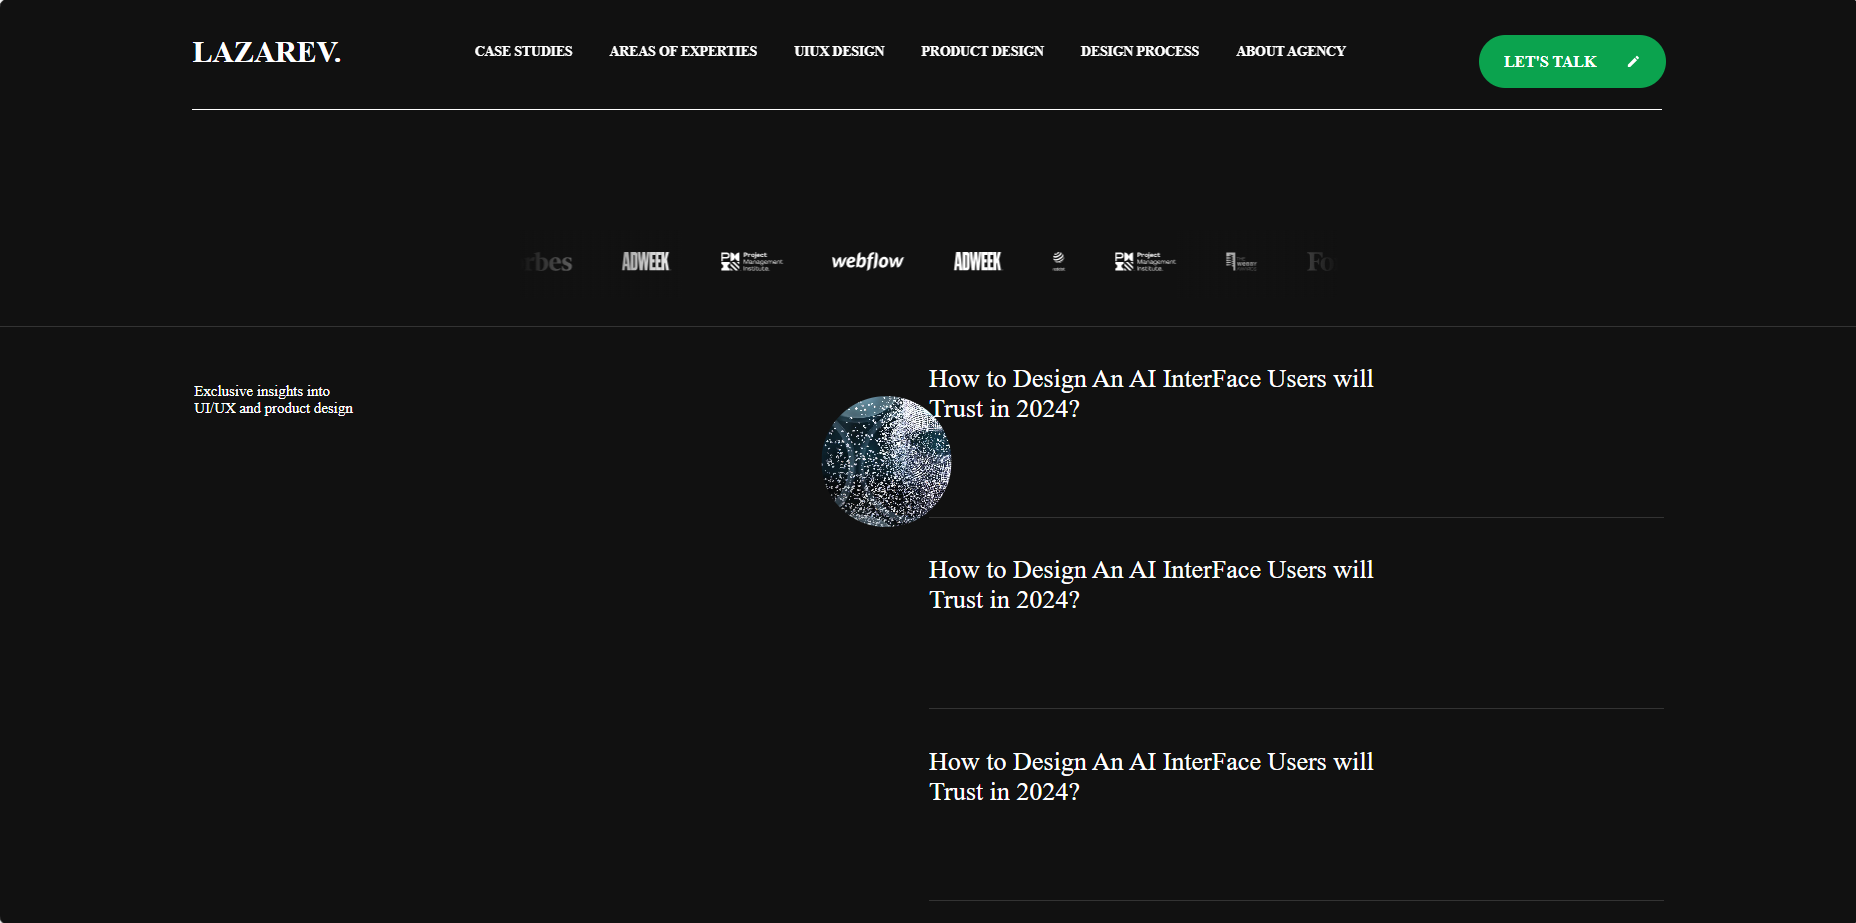 LAZAREV.
CASE STUDIES
AREAS OF EXPERTIES
UIUX DESIGN
PRODUCT DESIGN
DESIGN PROCESS
ABOUT AGENCY
LET'S TALK
rbes
ADWEEK
PM Project
Management
Institute.
webflow
ADWEEK
PM Project
Management
Institute.
Fo
Exclusive insights into
UI/UX and product design
How to Design An AI InterFace Users will
Trust in 2024?
How to Design An AI InterFace Users will
Trust in 2024?
How to Design An AI InterFace Users will
Trust in 2024?